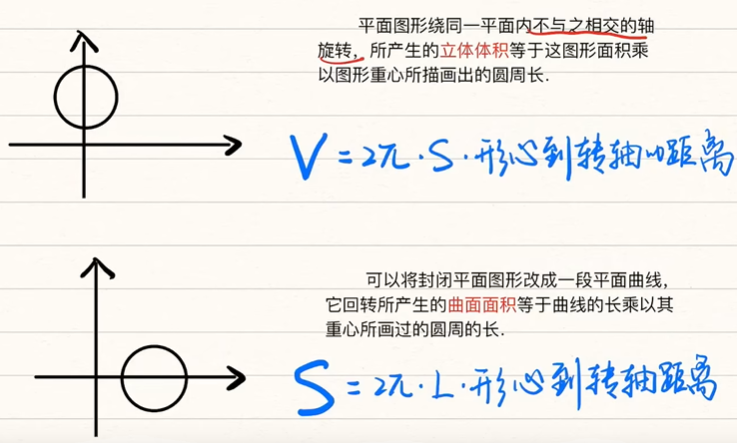 平面图形绕同一平面内不与之相交的轴
旋转，所产生的立体体积等于这图形面积乘
以图形重心所描画出的圆周长.
V=2π·S·形心到转轴的距离
可以将封闭平面图形改成一段平面曲线，
它回转所产生的曲面面积等于曲线的长乘以其
重心所画过的圆周的长.
S=2π·L·形心到转轴距离